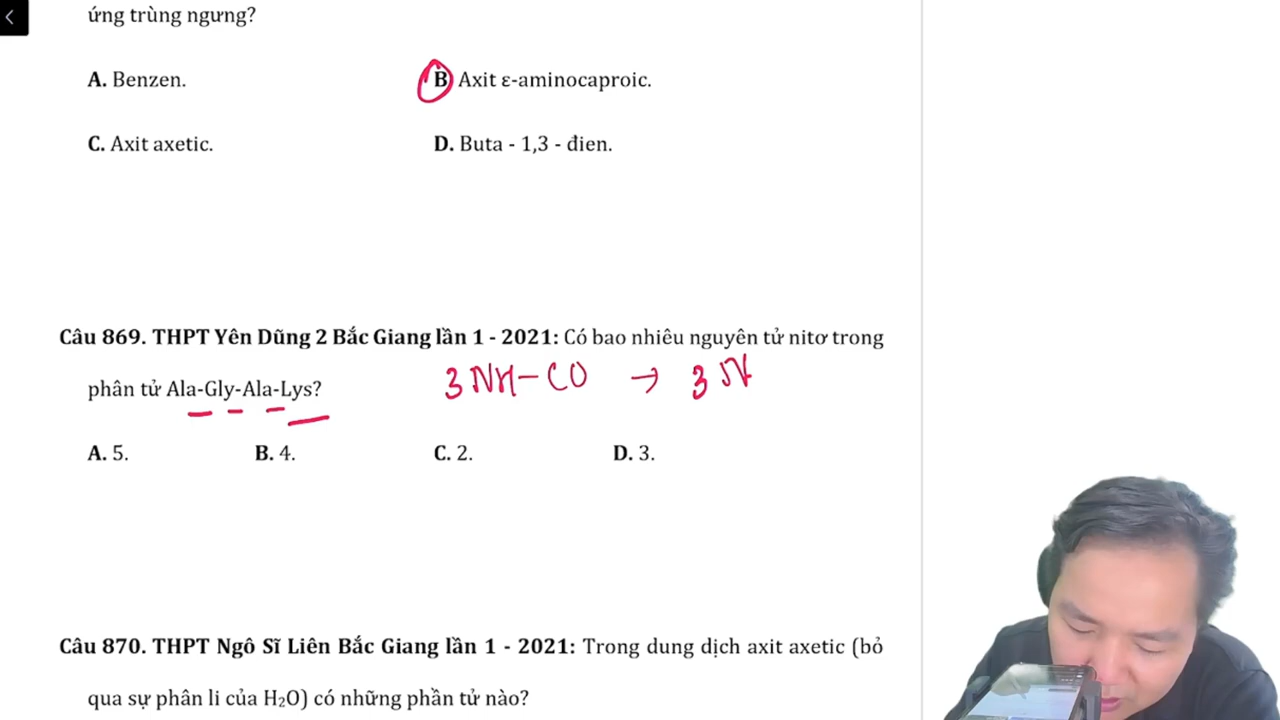 ứng trùng ngưng?
A. Benzen. B Axit ε-aminocaproic.
C. Axit axetic. D. Buta - 1,3 - đien.
Câu 869. THPT Yên Dũng 2 Bắc Giang lần 1 - 2021: Có bao nhiêu nguyên tử nitơ trong
phân tử Ala-Gly-Ala-Lys? 3 NH-CO → 3 N
A. 5. B. 4. C. 2. D. 3.
Câu 870. THPT Ngô Sĩ Liên Bắc Giang lần 1 - 2021: Trong dung dịch axit axetic (bỏ
qua sự phân li của H₂O) có những phần tử nào?